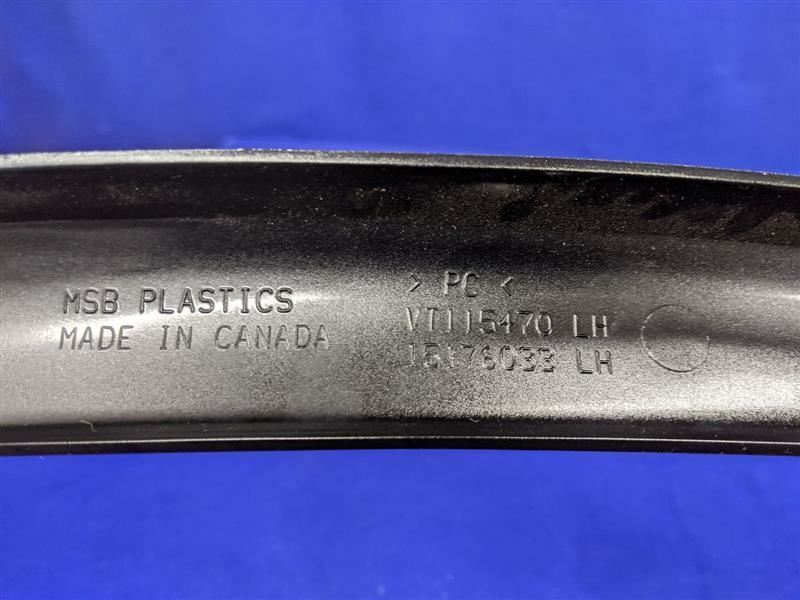 MSB PLASTICS
MADE IN CANADA
> PC <
VT115470 LH
15176033 LH